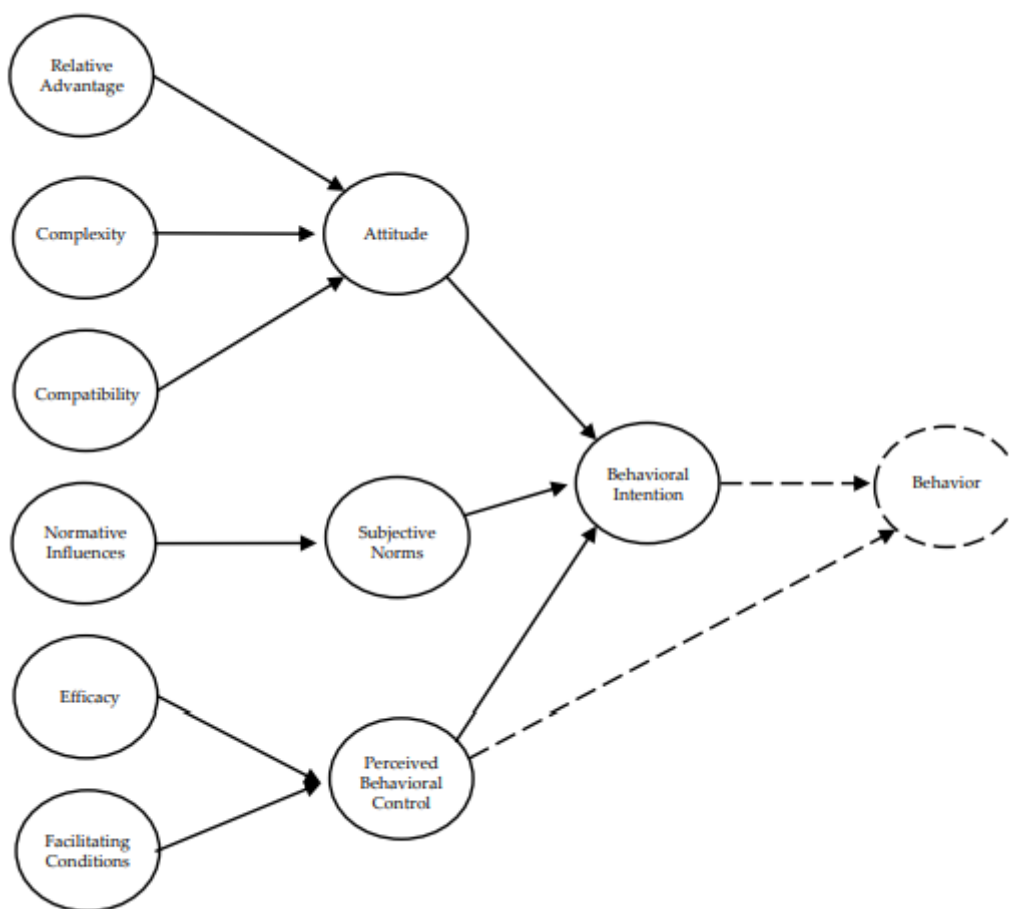 Relative
Advantage
Complexity
Attitude
Compatibility
Behavioral
Intention
Behavior
Normative
Influences
Subjective
Norms
Efficacy
Perceived
Behavioral
Control
Facilitating
Conditions